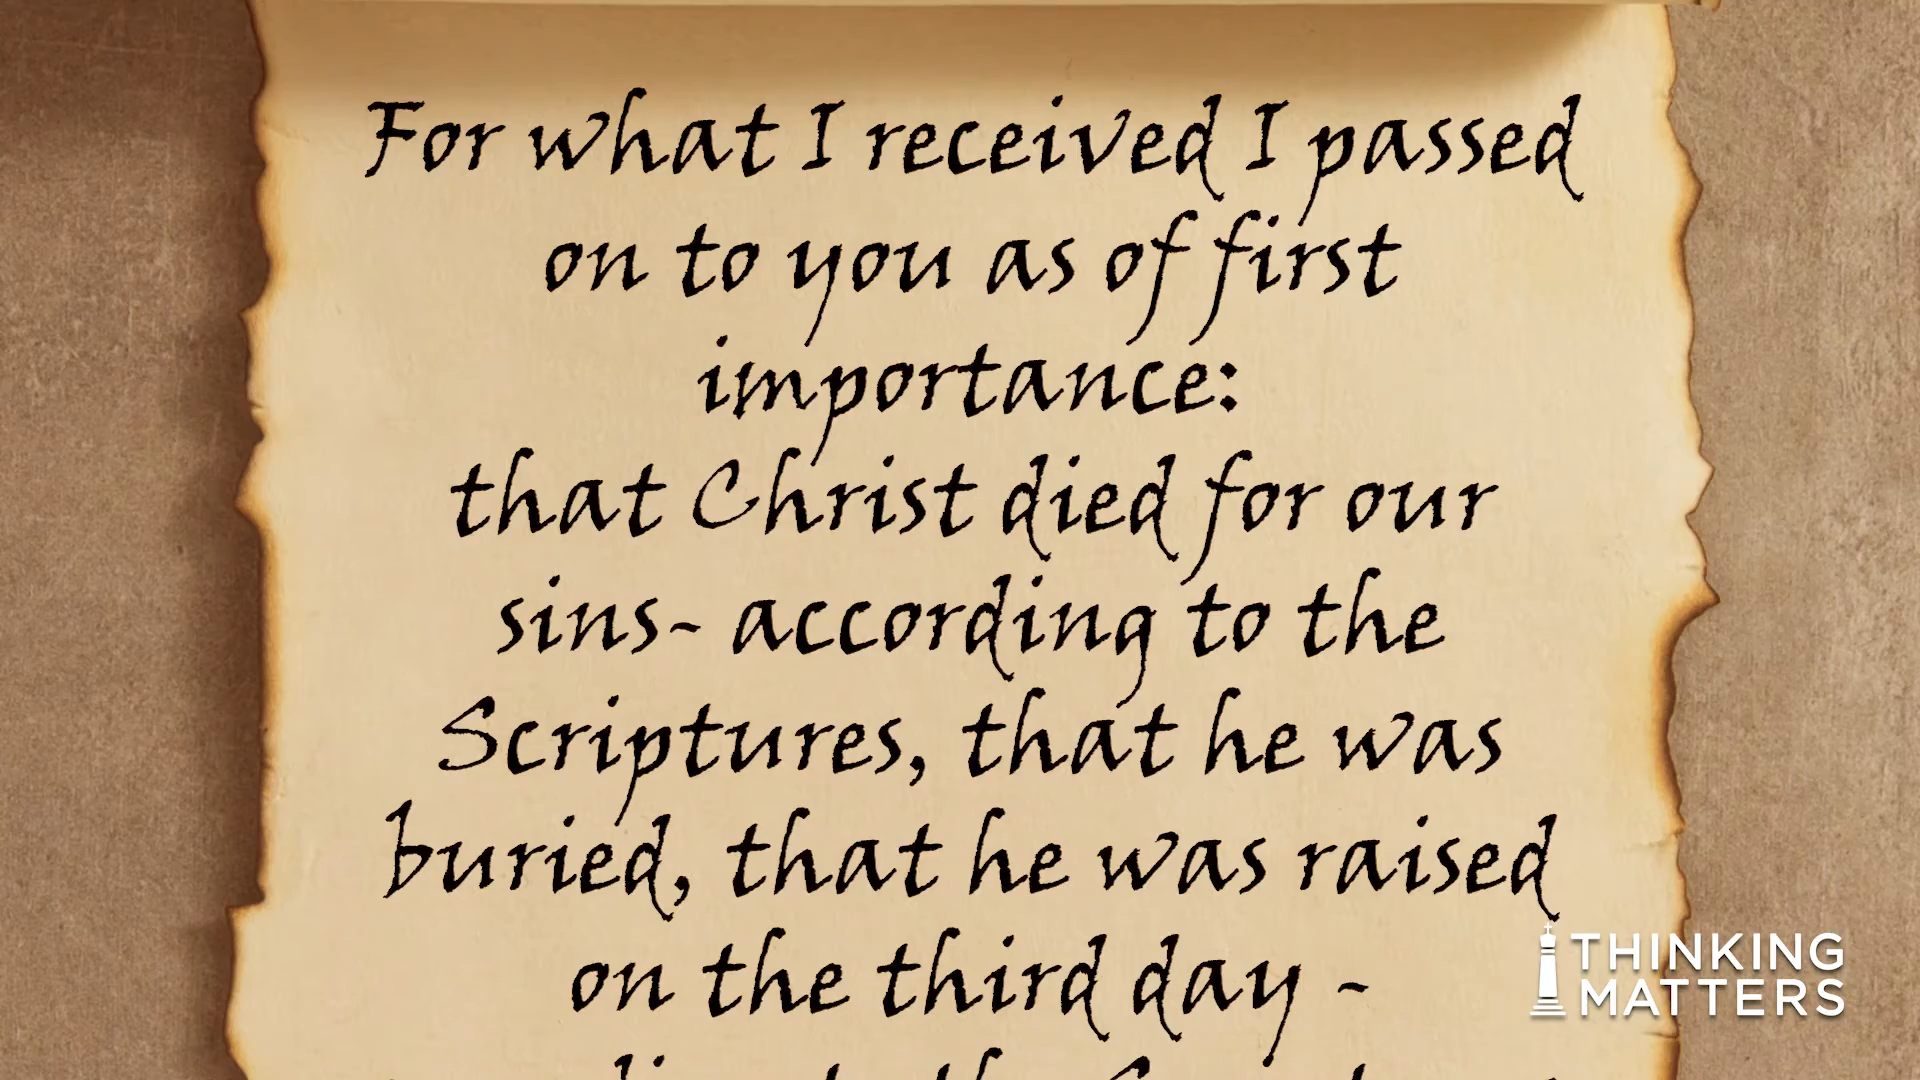 For what I received I passed
on to you as of first
importance:
that Christ died for our
sins- according to the
Scriptures, that he was
buried, that he was raised
on the third day -
THINKING
MATTERS